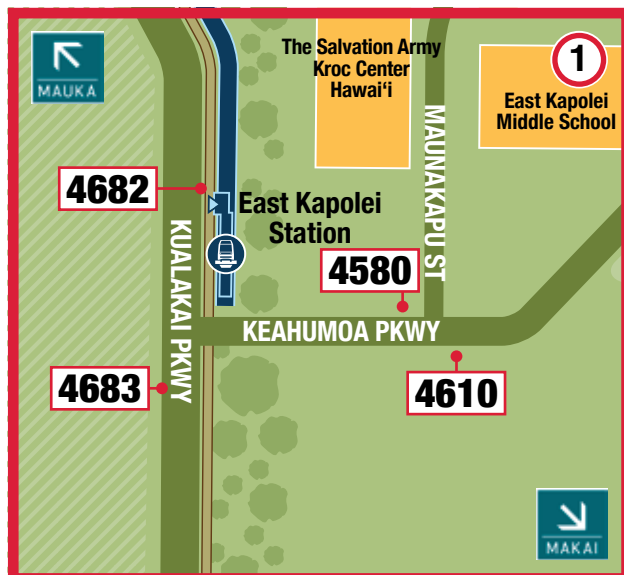 MAUKA
The Salvation Army
Kroc Center
Hawai‘i
1
East Kapolei
Middle School
MAUNAKAPU ST
4682
East Kapolei
Station
KUALAKAI PKWY
4580
KEAHUMOA PKWY
4683
4610
MAKAI